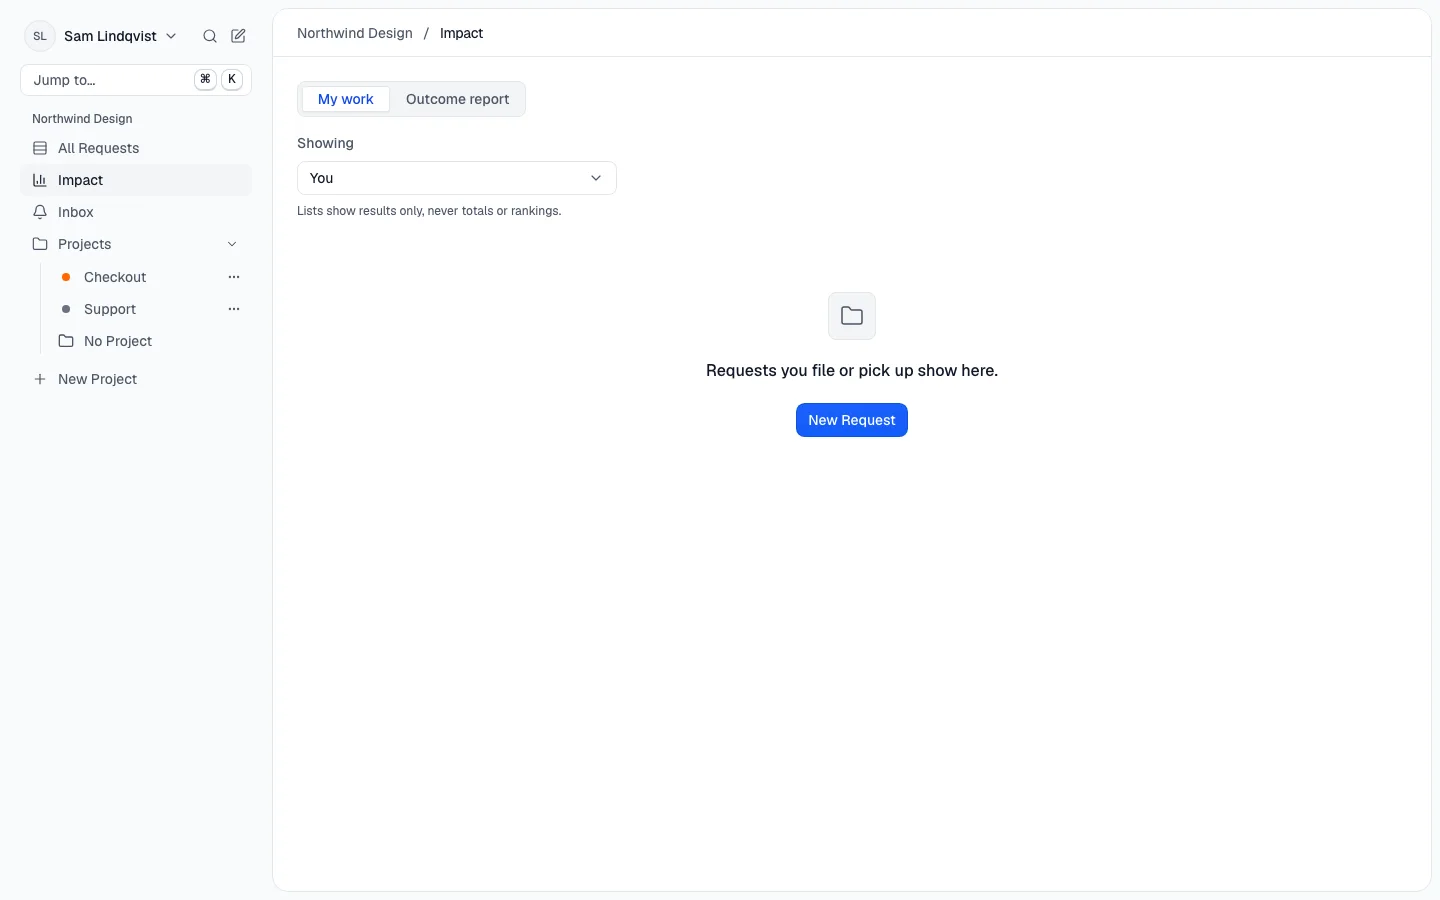 SL Sam Lindqvist
Jump to... ⌘ K
Northwind Design
All Requests
Impact
Inbox
Projects
Checkout
Support
No Project
New Project
Northwind Design / Impact
My work Outcome report
Showing
You
Lists show results only, never totals or rankings.
Requests you file or pick up show here.
New Request